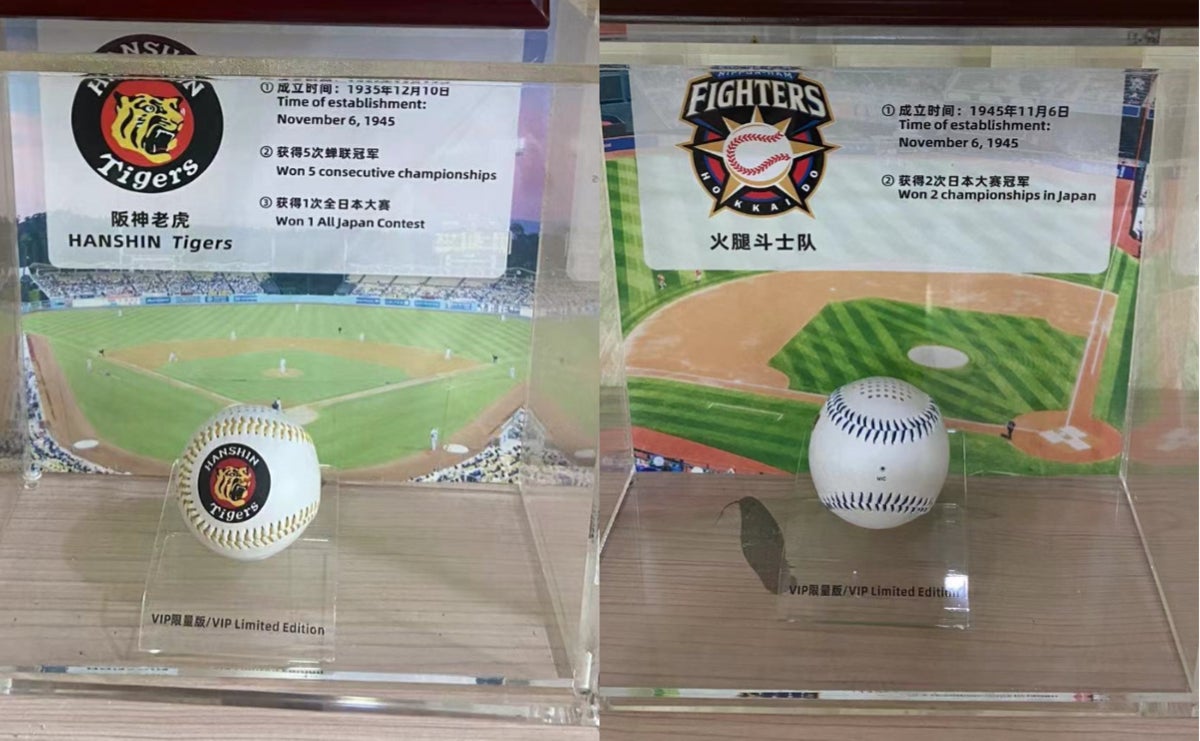 HANSHIN
HANSHIN
Tigers
阪神老虎
HANSHIN Tigers
① 成立时间：1935年12月10日
Time of establishment:
November 6, 1945
② 获得5次蝉联冠军
Won 5 consecutive championships
③ 获得1次全日本大赛
Won 1 All Japan Contest
HANSHIN
Tigers
VIP限量版/VIP Limited Edition
NIPPON-HAM
FIGHTERS
HOKKAIDO
火腿斗士队
① 成立时间：1945年11月6日
Time of establishment:
November 6, 1945
② 获得2次日本大赛冠军
Won 2 championships in Japan
VIP限量版/VIP Limited Edition